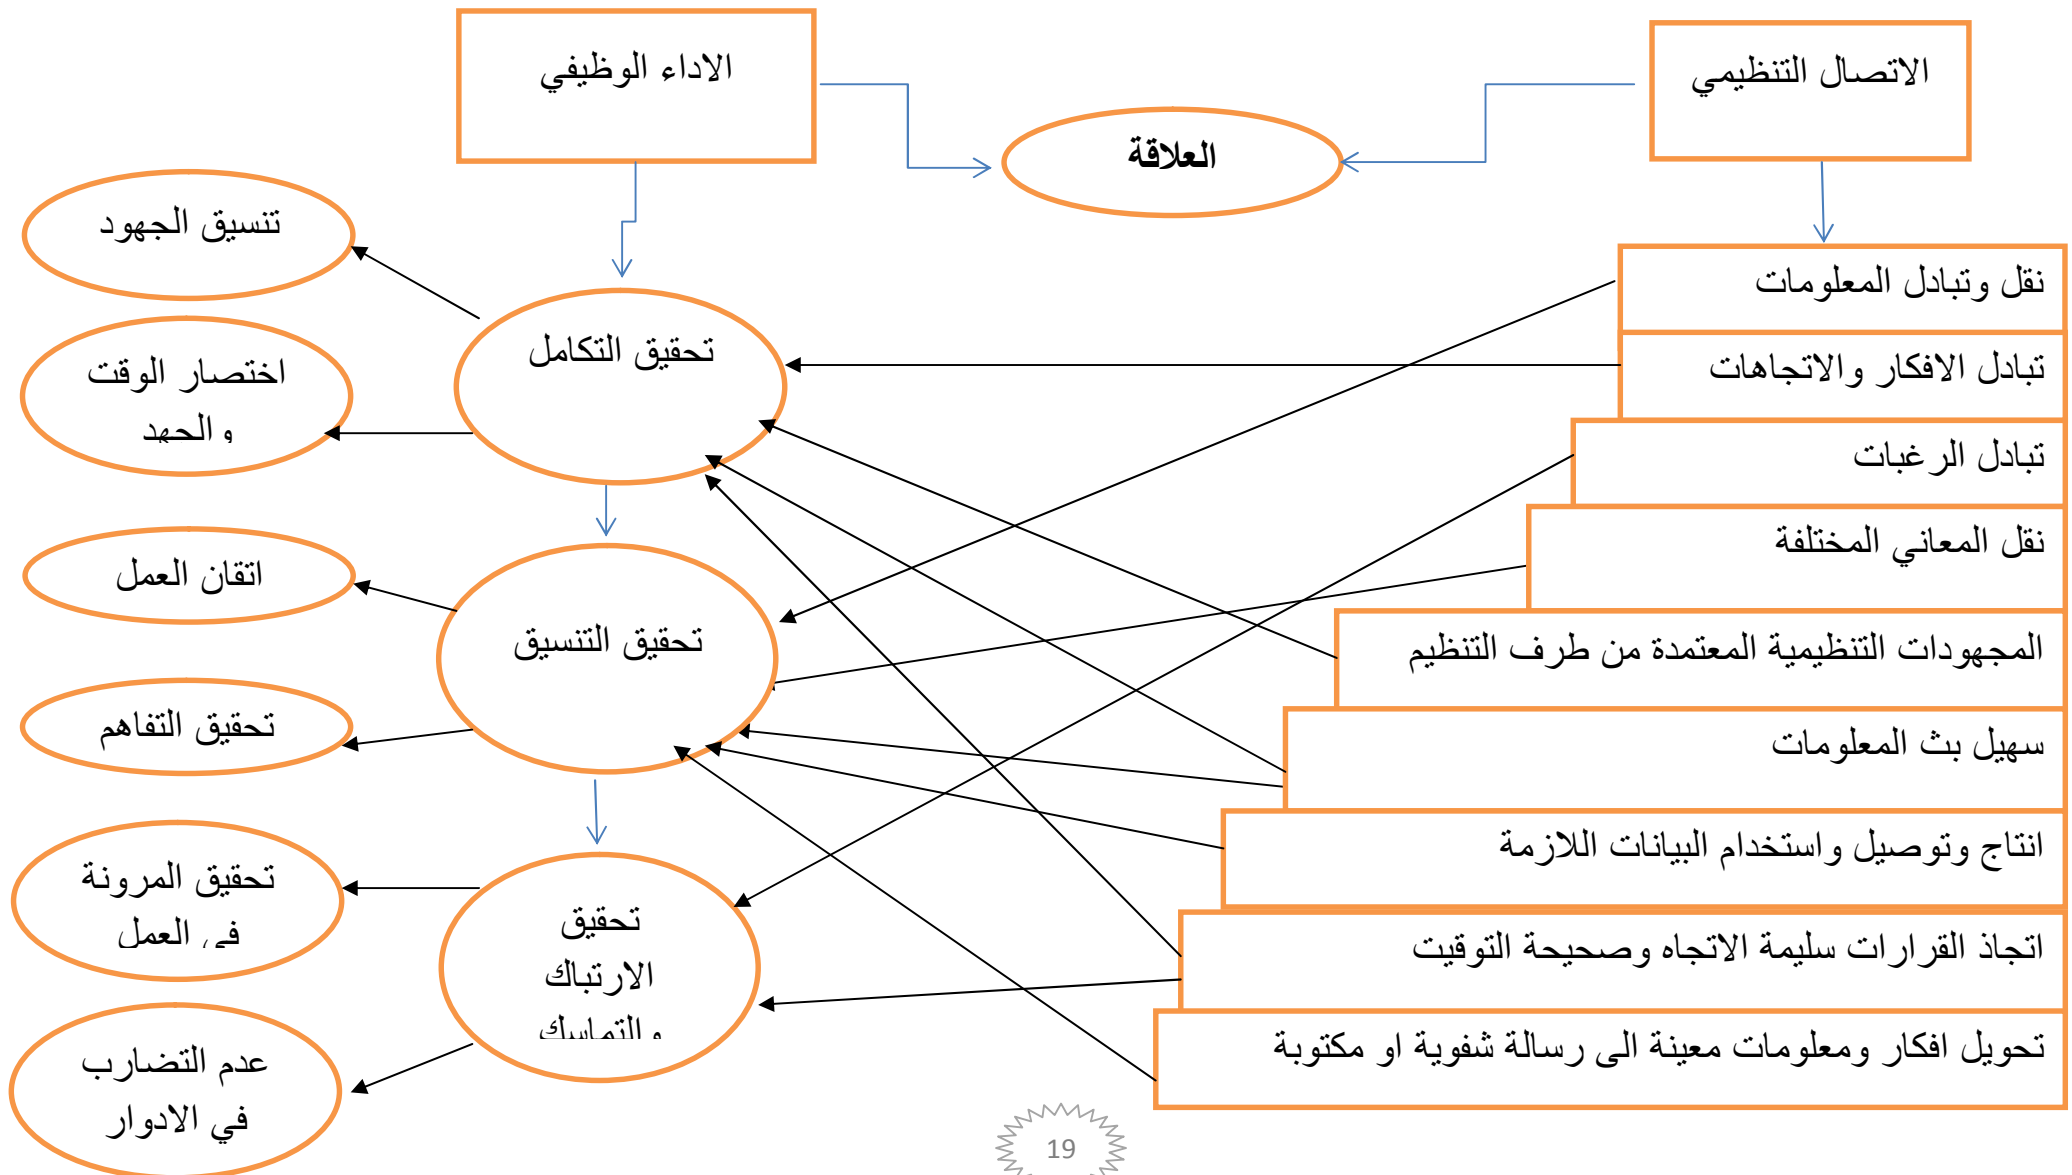 الاتصال التنظيمي
الاداء الوظيفي
العلاقة
نقل وتبادل المعلومات
تبادل الافكار والاتجاهات
تبادل الرغبات
نقل المعاني المختلفة
المجهودات التنظيمية المعتمدة من طرف التنظيم
سهيل بث المعلومات
انتاج وتوصيل واستخدام البيانات اللازمة
اتجاذ القرارات سليمة الاتجاه وصحيحة التوقيت
تحويل افكار ومعلومات معينة الى رسالة شفوية او مكتوبة
تحقيق التكامل
تحقيق التنسيق
تحقيق
الارتباك
والتماسك
تنسيق الجهود
اختصار الوقت
والجهد
اتقان العمل
تحقيق التفاهم
تحقيق المرونة
في العمل
عدم التضارب
في الادوار
19